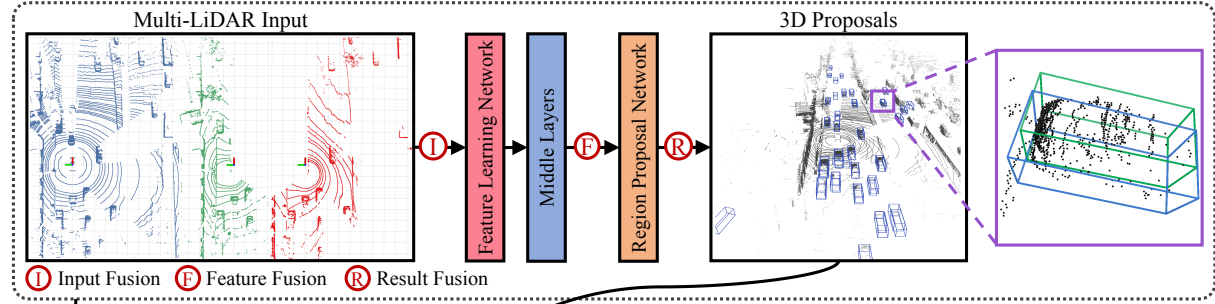 Multi-LiDAR Input
3D Proposals
I
Feature Learning Network
Middle Layers
F
Region Proposal Network
R
I Input Fusion
F Feature Fusion
R Result Fusion